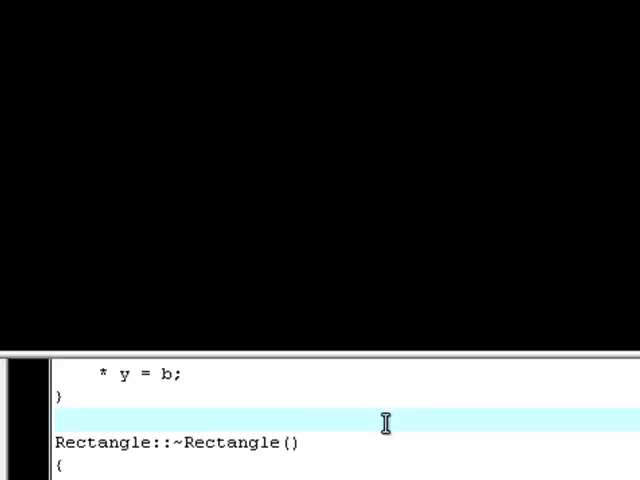 * y = b;
}
Rectangle::~Rectangle()
{